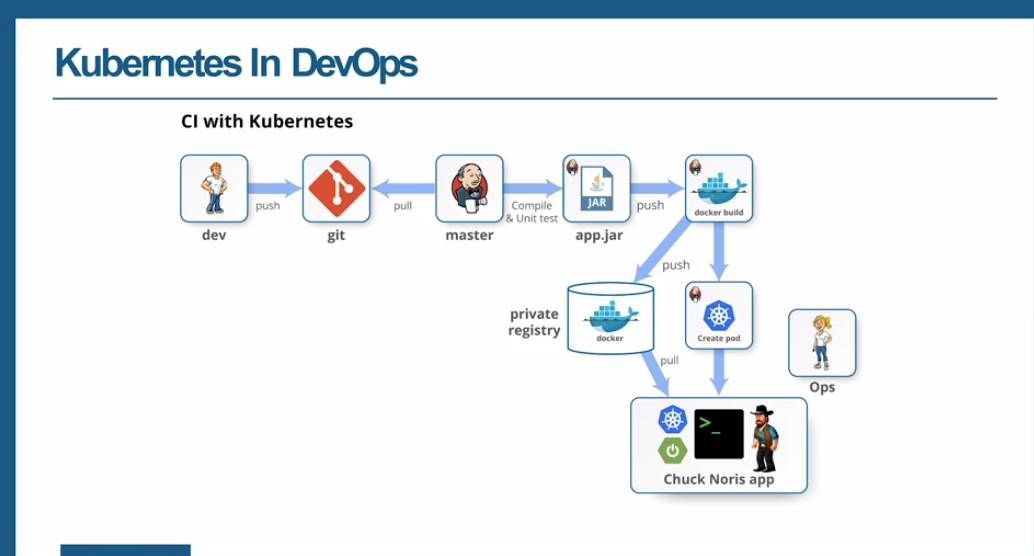 Kubernetes In DevOps
CI with Kubernetes
push
pull
Compile
& Unit test
JAR
push
docker build
dev
git
master
app.jar
push
private
registry
docker
Create pod
pull
Ops
>_
Chuck Noris app